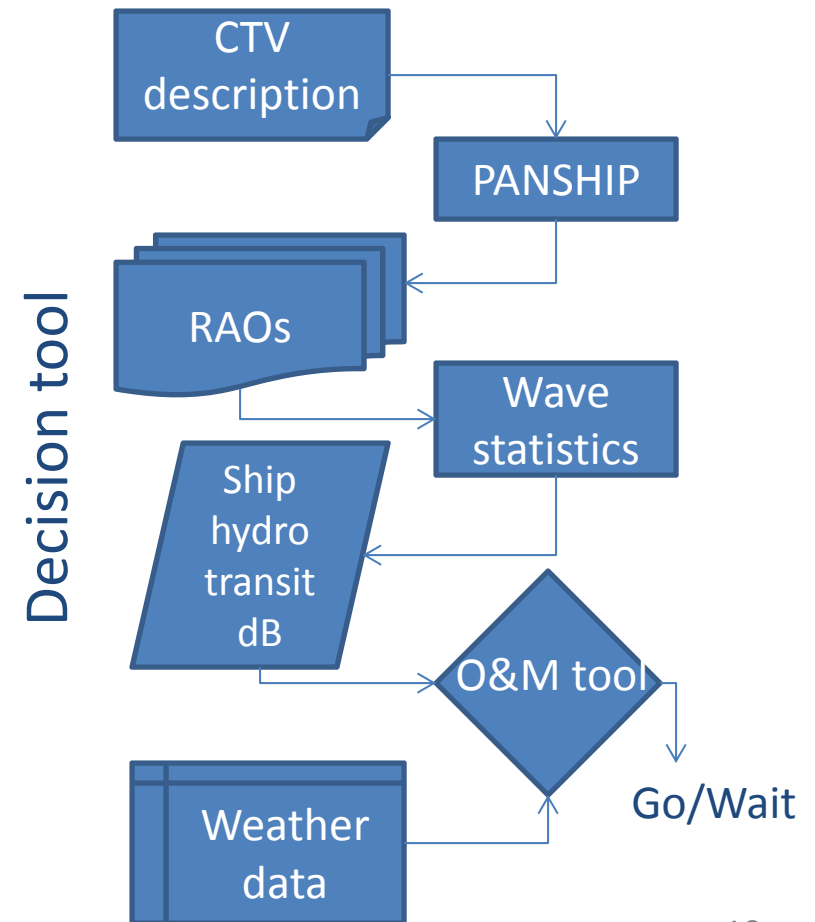 CTV
description
PANSHIP
RAOs
Wave
statistics
Decision tool
Ship
hydro
transit
dB
O&M tool
Go/Wait
Weather
data